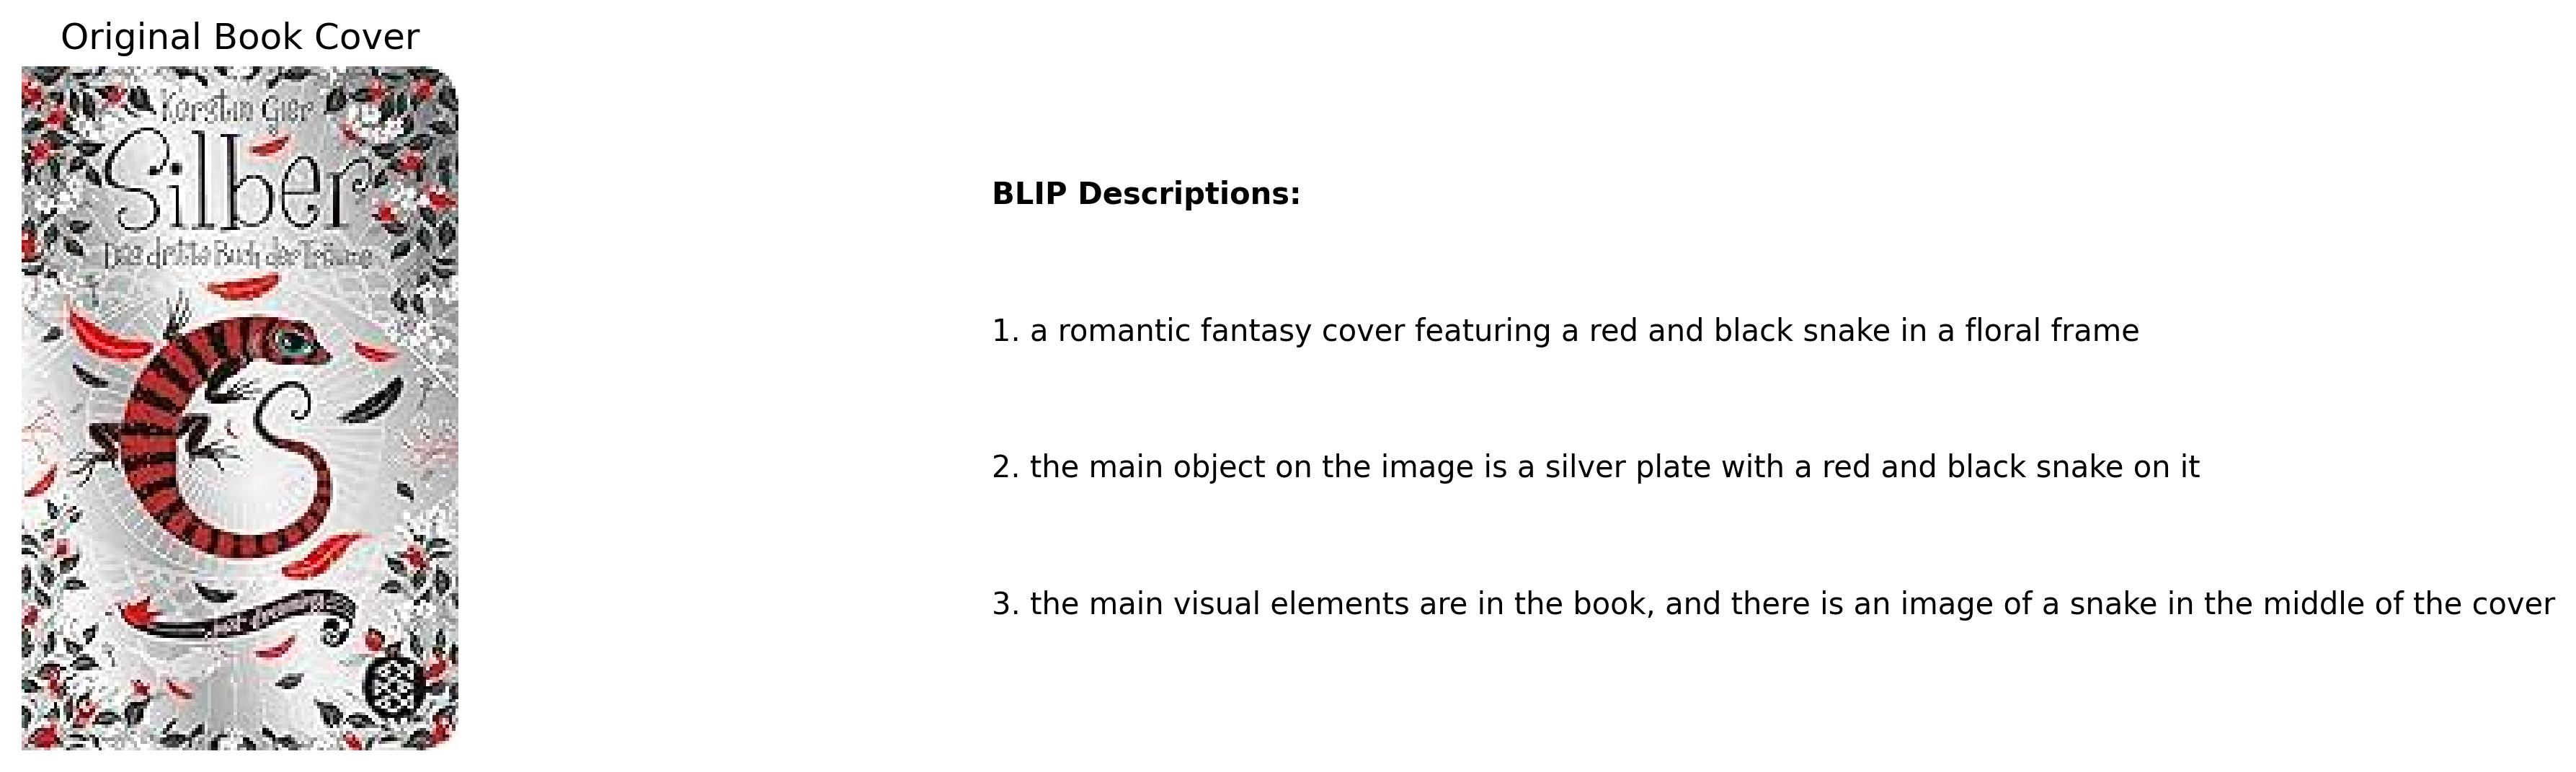 Original Book Cover
Kerstin Gier
Silber
Das dritte Buch der Träume
BLIP Descriptions:
1. a romantic fantasy cover featuring a red and black snake in a floral frame
2. the main object on the image is a silver plate with a red and black snake on it
3. the main visual elements are in the book, and there is an image of a snake in the middle of the cover